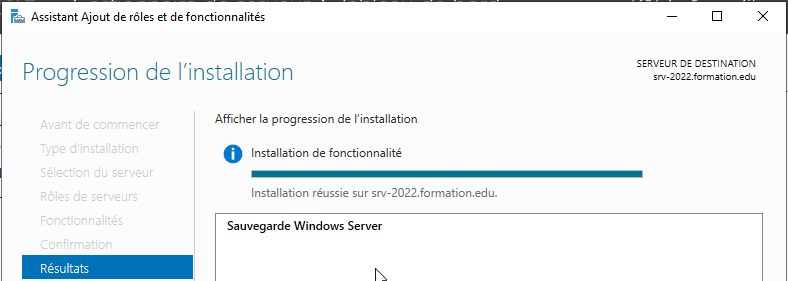 Assistant Ajout de rôles et de fonctionnalités
Progression de l'installation
SERVEUR DE DESTINATION
srv-2022.formation.edu
Avant de commencer
Type d'installation
Sélection du serveur
Rôles de serveurs
Fonctionnalités
Confirmation
Résultats
Afficher la progression de l'installation
Installation de fonctionnalité
Installation réussie sur srv-2022.formation.edu.
Sauvegarde Windows Server